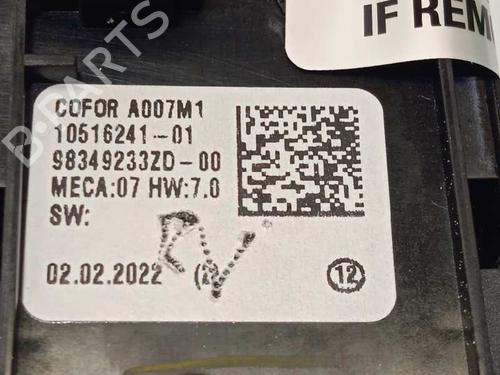 IF REM
COFOR A007M1
10516241-01
98349233ZD-00
MECA:07 HW:7.0
SW:
RV
02.02.2022
12
B-PARTS